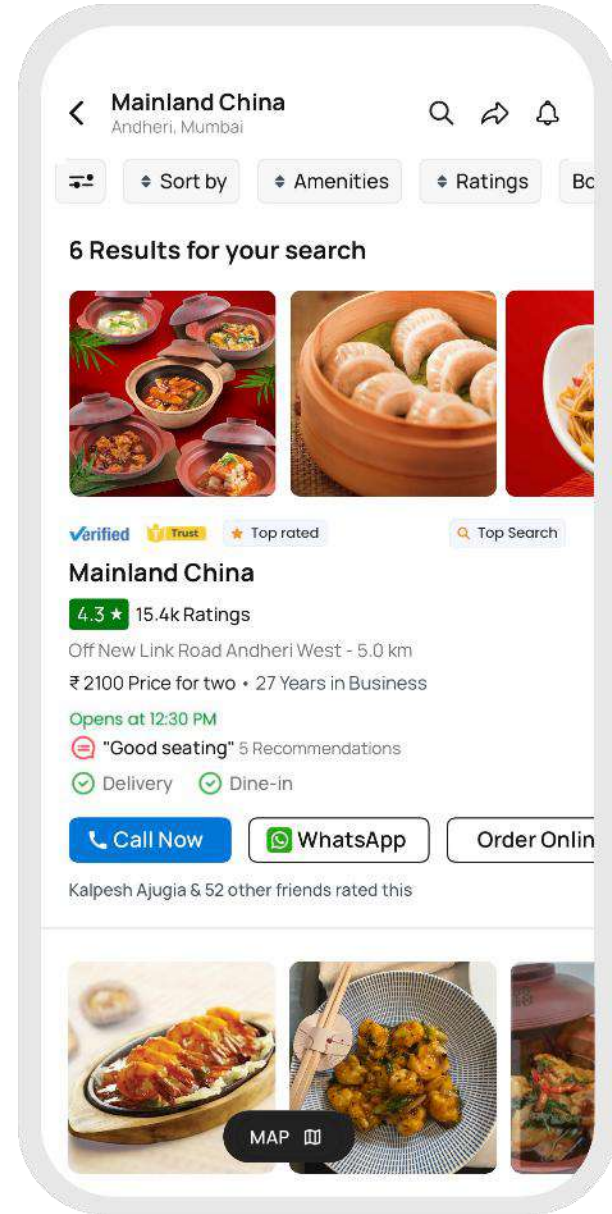 Mainland China
Andheri, Mumbai
Sort by Amenities Ratings Bo
6 Results for your search
Verified Trust Top rated Top Search
Mainland China
4.3 ★ 15.4k Ratings
Off New Link Road Andheri West - 5.0 km
₹ 2100 Price for two • 27 Years in Business
Opens at 12:30 PM
"Good seating" 5 Recommendations
Delivery Dine-in
Call Now WhatsApp Order Onlin
Kalpesh Ajugia & 52 other friends rated this
MAP